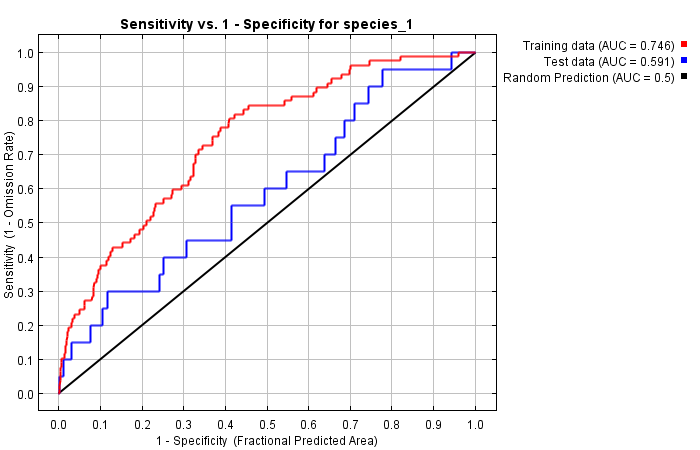 Sensitivity vs. 1 - Specificity for species_1
Training data (AUC = 0.746)
Test data (AUC = 0.591)
Random Prediction (AUC = 0.5)
Sensitivity (1 - Omission Rate)
1.0
0.9
0.8
0.7
0.6
0.5
0.4
0.3
0.2
0.1
0.0
0.0 0.1 0.2 0.3 0.4 0.5 0.6 0.7 0.8 0.9 1.0
1 - Specificity (Fractional Predicted Area)